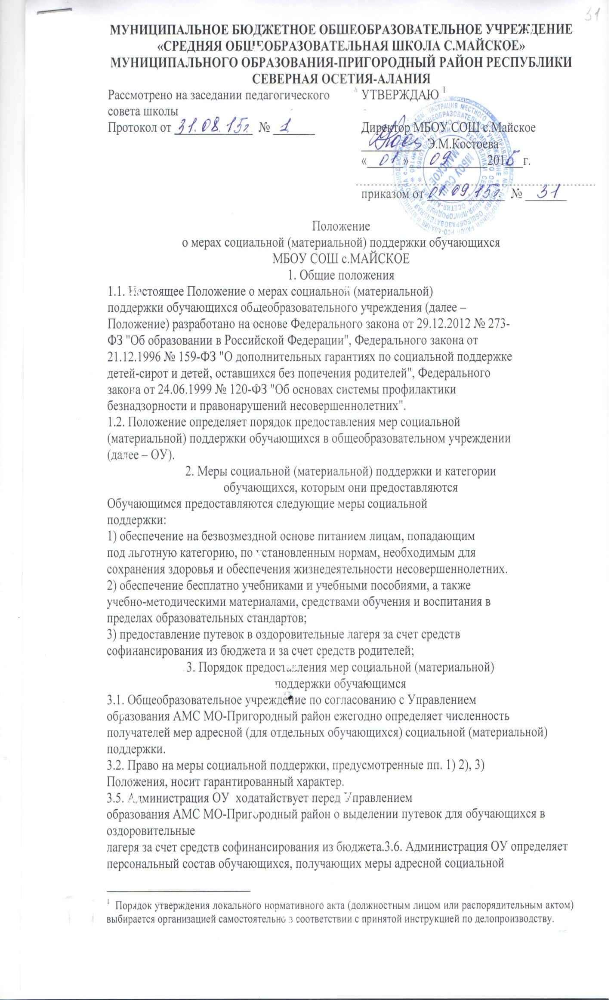 31
МУНИЦИПАЛЬНОЕ БЮДЖЕТНОЕ ОБЩЕОБРАЗОВАТЕЛЬНОЕ УЧРЕЖДЕНИЕ
«СРЕДНЯЯ ОБЩЕОБРАЗОВАТЕЛЬНАЯ ШКОЛА С.МАЙСКОЕ»
МУНИЦИПАЛЬНОГО ОБРАЗОВАНИЯ-ПРИГОРОДНЫЙ РАЙОН РЕСПУБЛИКИ
СЕВЕРНАЯ ОСЕТИЯ-АЛАНИЯ
Рассмотрено на заседании педагогического
совета школы
Протокол от 31.08.15г. № 1
УТВЕРЖДАЮ 1
Директор МБОУ СОШ с.Майское
Э.М.Костоева
«01» 09 2015 г.
приказом от 01.09.15г. № 31
МБОУ СОШ
МАЙСКОЕ
Положение
о мерах социальной (материальной) поддержки обучающихся
МБОУ СОШ с.МАЙСКОЕ
1. Общие положения
1.1. Настоящее Положение о мерах социальной (материальной)
поддержки обучающихся общеобразовательного учреждения (далее –
Положение) разработано на основе Федерального закона от 29.12.2012 № 273-
ФЗ "Об образовании в Российской Федерации", Федерального закона от
21.12.1996 № 159-ФЗ "О дополнительных гарантиях по социальной поддержке
детей-сирот и детей, оставшихся без попечения родителей", Федерального
закона от 24.06.1999 № 120-ФЗ "Об основах системы профилактики
безнадзорности и правонарушений несовершеннолетних".
1.2. Положение определяет порядок предоставления мер социальной
(материальной) поддержки обучающихся в общеобразовательном учреждении
(далее – ОУ).
2. Меры социальной (материальной) поддержки и категории
обучающихся, которым они предоставляются
Обучающимся предоставляются следующие меры социальной
поддержки:
1) обеспечение на безвозмездной основе питанием лицам, попадающим
под льготную категорию, по установленным нормам, необходимым для
сохранения здоровья и обеспечения жизнедеятельности несовершеннолетних.
2) обеспечение бесплатно учебниками и учебными пособиями, а также
учебно-методическими материалами, средствами обучения и воспитания в
пределах образовательных стандартов;
3) предоставление путевок в оздоровительные лагеря за счет средств
софинансирования из бюджета и за счет средств родителей;
3. Порядок предоставления мер социальной (материальной)
поддержки обучающимся
3.1. Общеобразовательное учреждение по согласованию с Управлением
образования АМС МО-Пригородный район ежегодно определяет численность
получателей мер адресной (для отдельных обучающихся) социальной (материальной)
поддержки.
3.2. Право на меры социальной поддержки, предусмотренные пп. 1) 2), 3)
Положения, носит гарантированный характер.
3.5. Администрация ОУ ходатайствует перед Управлением
образования АМС МО-Пригородный район о выделении путевок для обучающихся в
оздоровительные
лагеря за счет средств софинансирования из бюджета.3.6. Администрация ОУ определяет
персональный состав обучающихся, получающих меры адресной социальной
1 Порядок утверждения локального нормативного акта (должностным лицом или распорядительным актом)
выбирается организацией самостоятельно в соответствии с принятой инструкцией по делопроизводству.